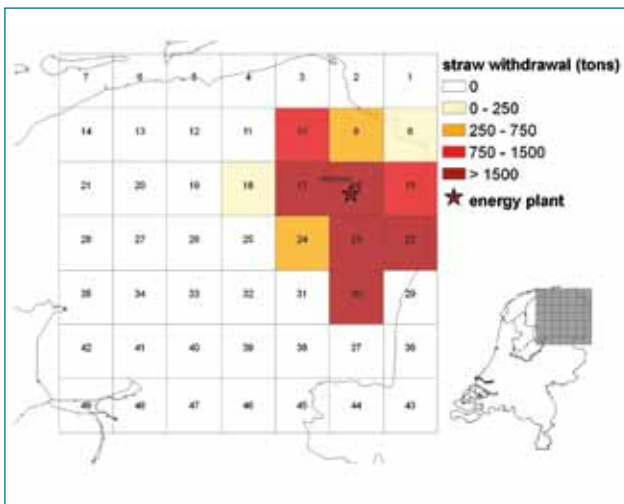 7 6 5 4 3 2 1
14 13 12 11 10 9 8
21 20 19 18 17 15
28 27 26 25 24 23 22
35 34 33 32 31 30 29
42 41 40 39 38 37 36
49 48 47 46 45 44 43
straw withdrawal (tons)
0
0 - 250
250 - 750
750 - 1500
> 1500
energy plant